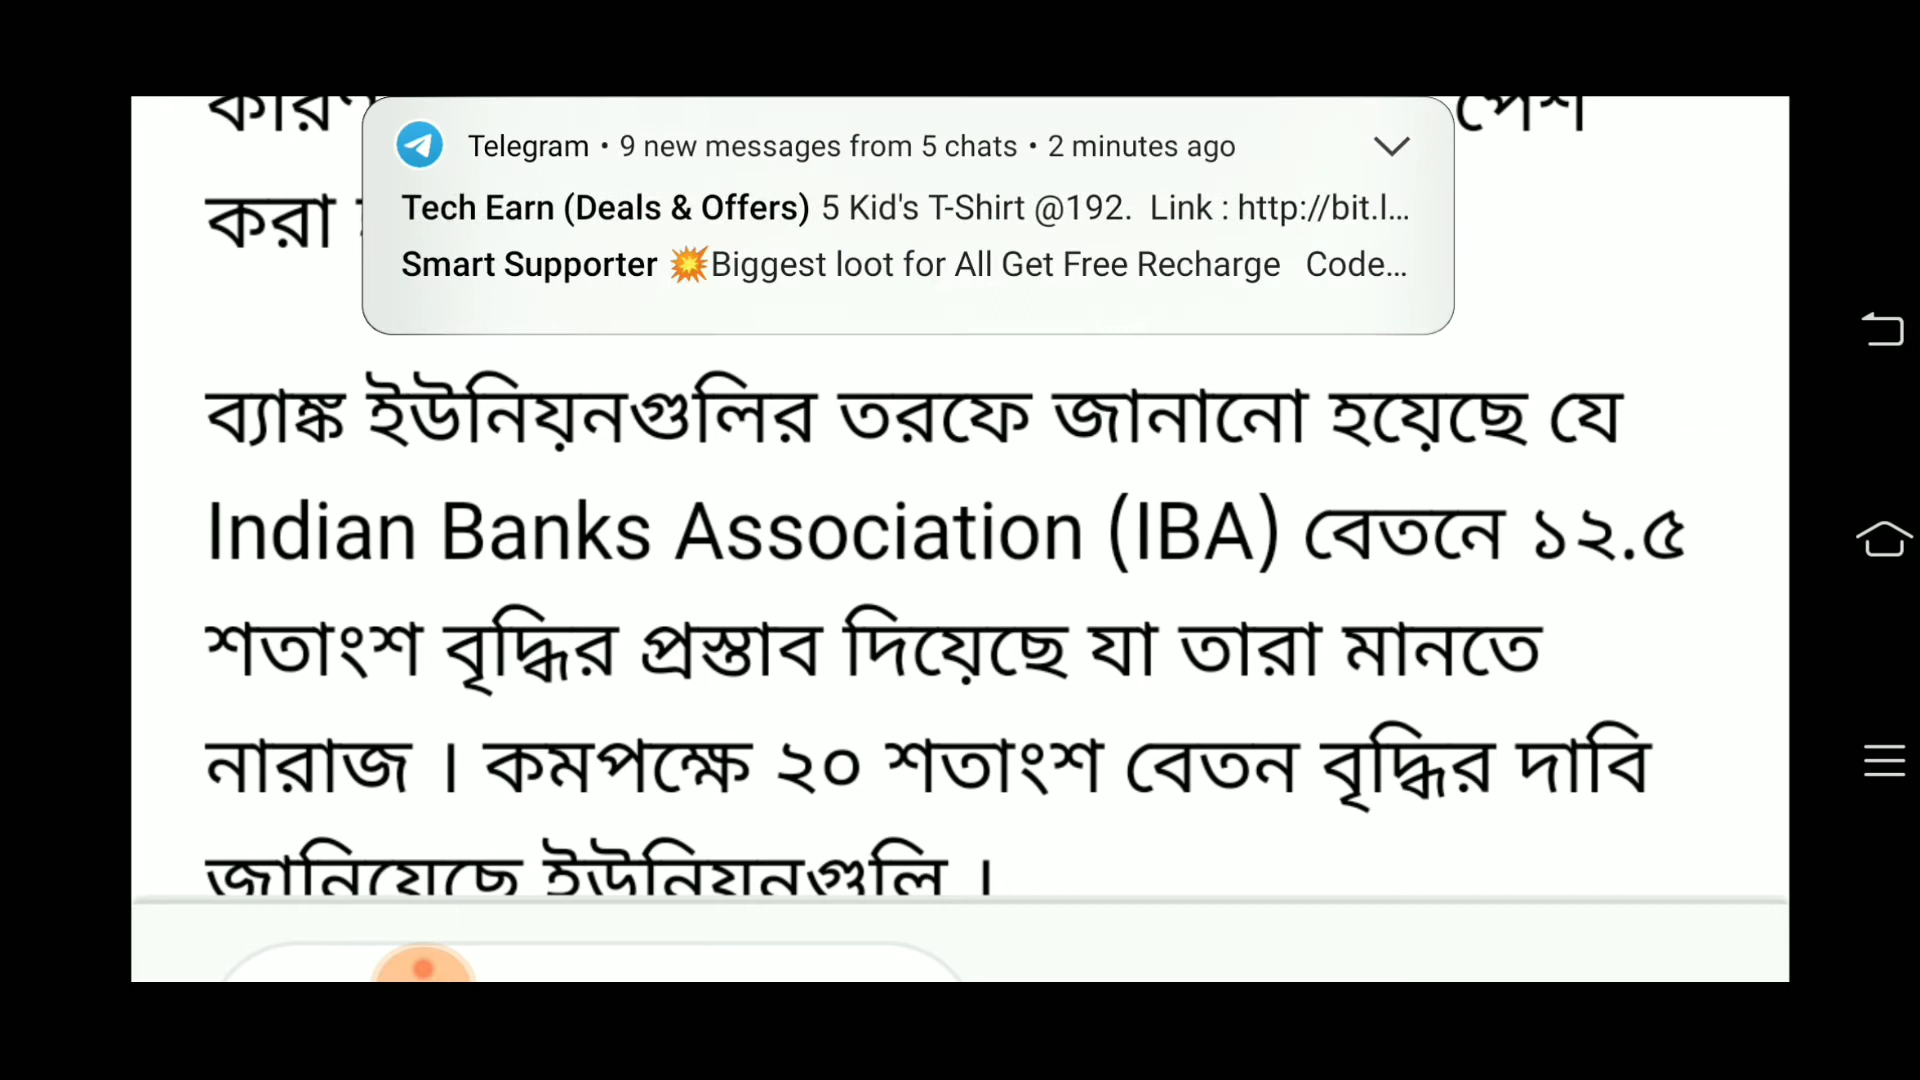 Telegram • 9 new messages from 5 chats • 2 minutes ago
Tech Earn (Deals & Offers) 5 Kid's T-Shirt @192. Link : http://bit.l...
Smart Supporter 💥Biggest loot for All Get Free Recharge Code...
পেশ
করা
ব্যাঙ্ক ইউনিয়নগুলির তরফে জানানো হয়েছে যে
Indian Banks Association (IBA) বেতনে ১২.৫
শতাংশ বৃদ্ধির প্রস্তাব দিয়েছে যা তারা মানতে
নারাজ । কমপক্ষে ২০ শতাংশ বেতন বৃদ্ধির দাবি
জানিয়েছে ইউনিয়নগুলি ।